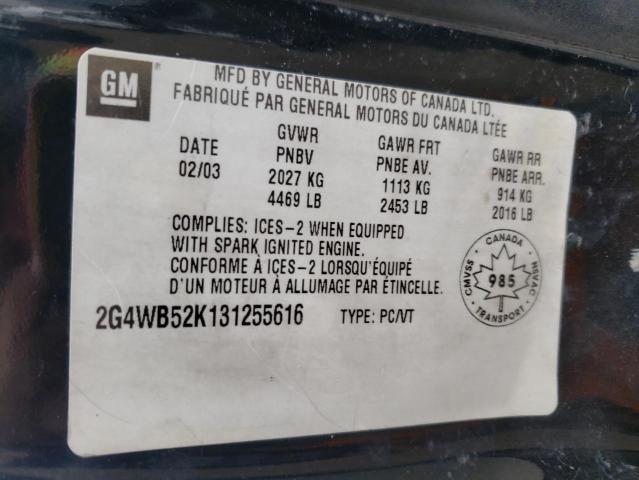 GM
MFD BY GENERAL MOTORS OF CANADA LTD.
FABRIQUÉ PAR GENERAL MOTORS DU CANADA LTÉE
DATE
02/03
GVWR
PNBV
2027 KG
4469 LB
GAWR FRT
PNBE AV.
1113 KG
2453 LB
GAWR RR
PNBE ARR.
914 KG
2016 LB
COMPLIES: ICES-2 WHEN EQUIPPED
WITH SPARK IGNITED ENGINE.
CONFORME À ICES-2 LORSQU'ÉQUIPÉ
D'UN MOTEUR À ALLUMAGE PAR ÉTINCELLE.
CANADA
CMVSS
985
NSVAC
TRANSPORT
2G4WB52K131255616 TYPE: PC/VT